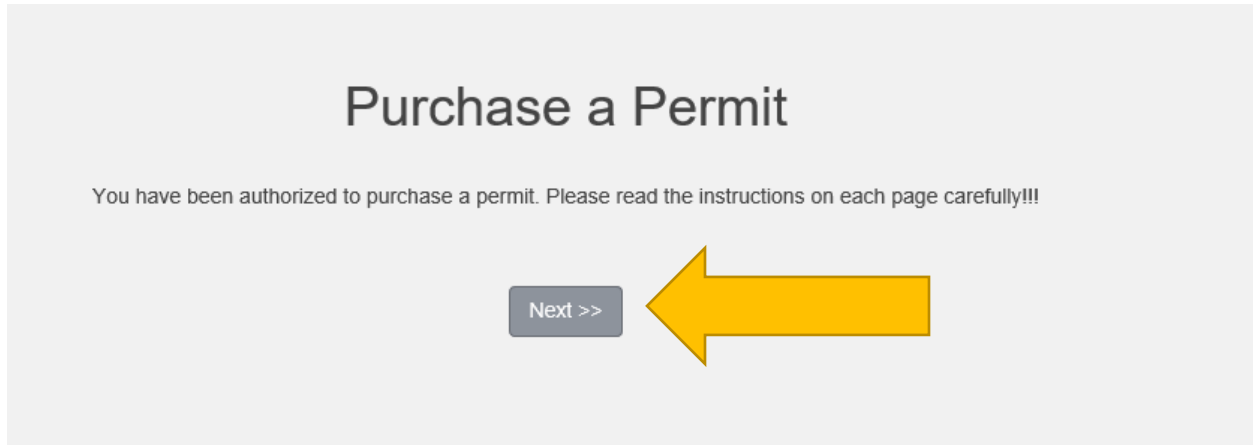 Purchase a Permit
You have been authorized to purchase a permit. Please read the instructions on each page carefully!!!
Next >>